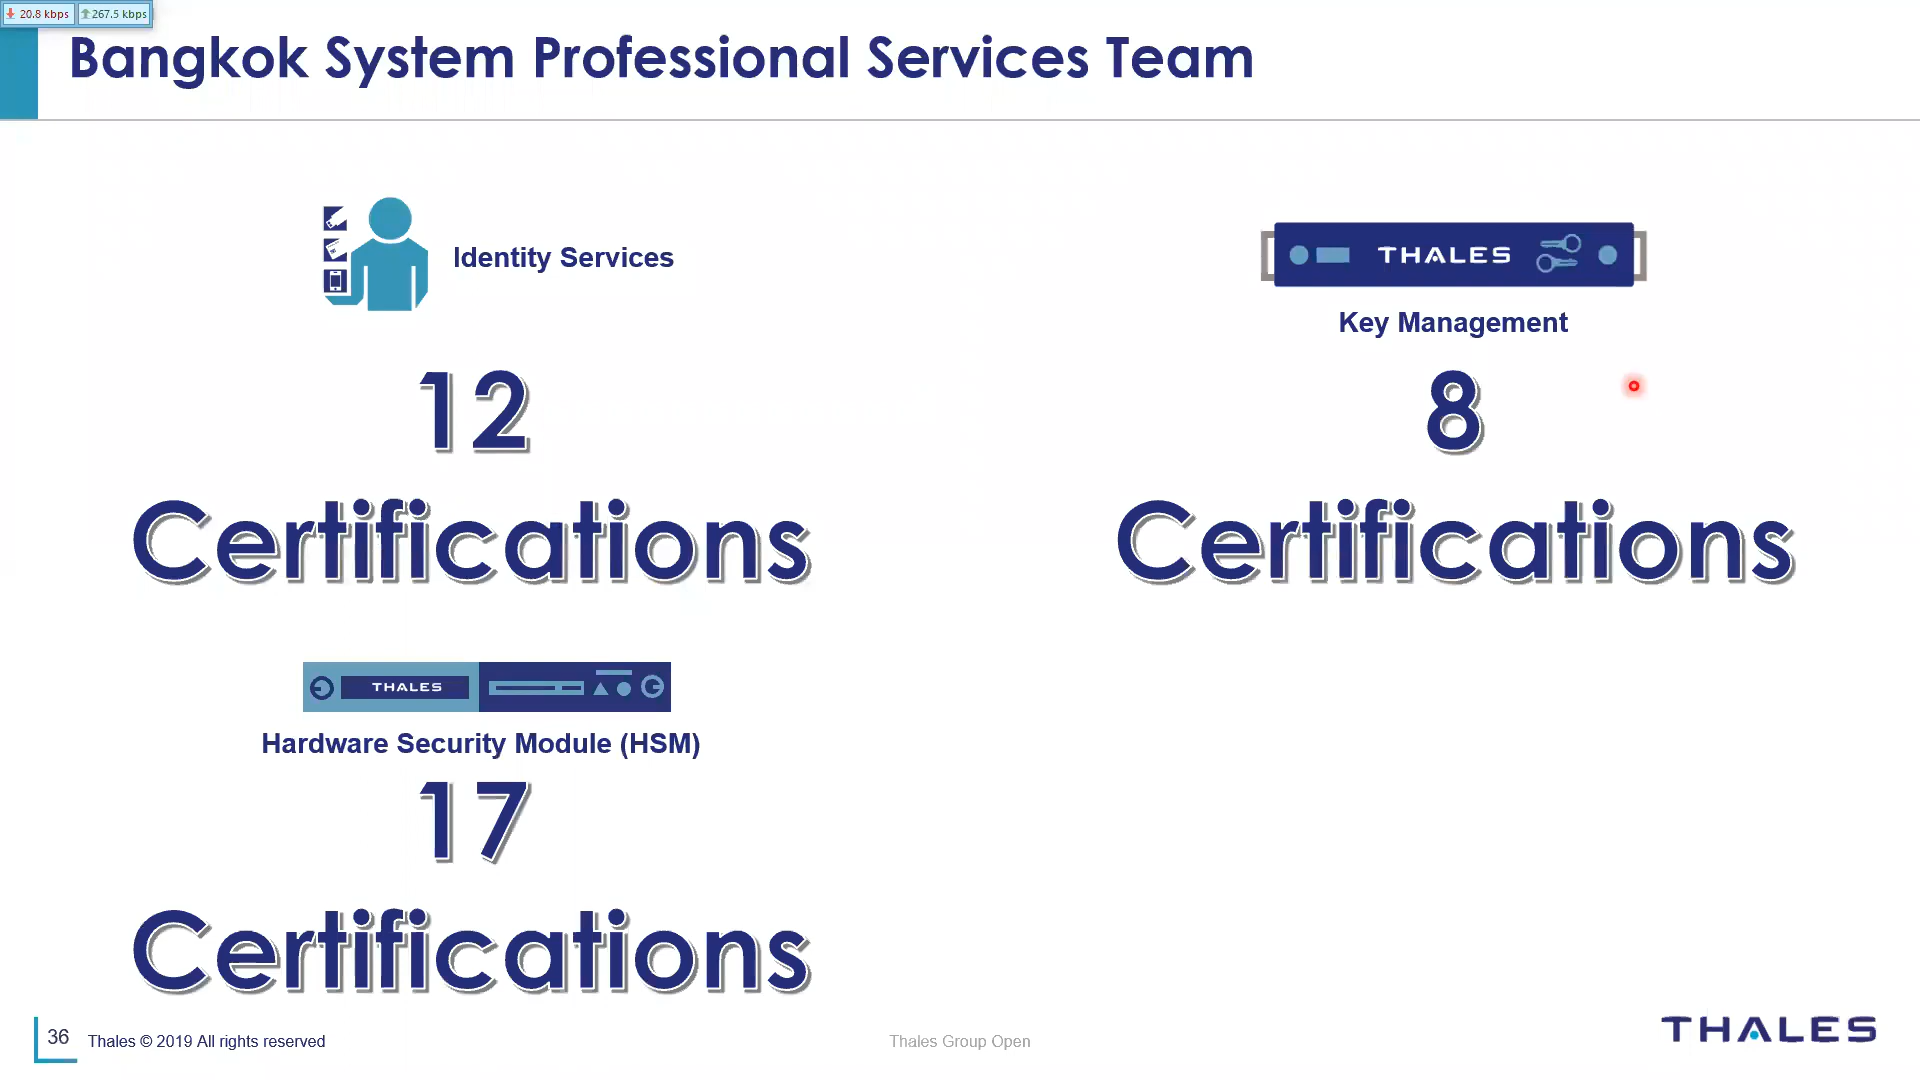 20.8 kbps 267.5 kbps
Bangkok System Professional Services Team
Identity Services
12
Certifications
THALES
Key Management
8
Certifications
THALES
Hardware Security Module (HSM)
17
Certifications
36 Thales © 2019 All rights reserved
Thales Group Open
THALES